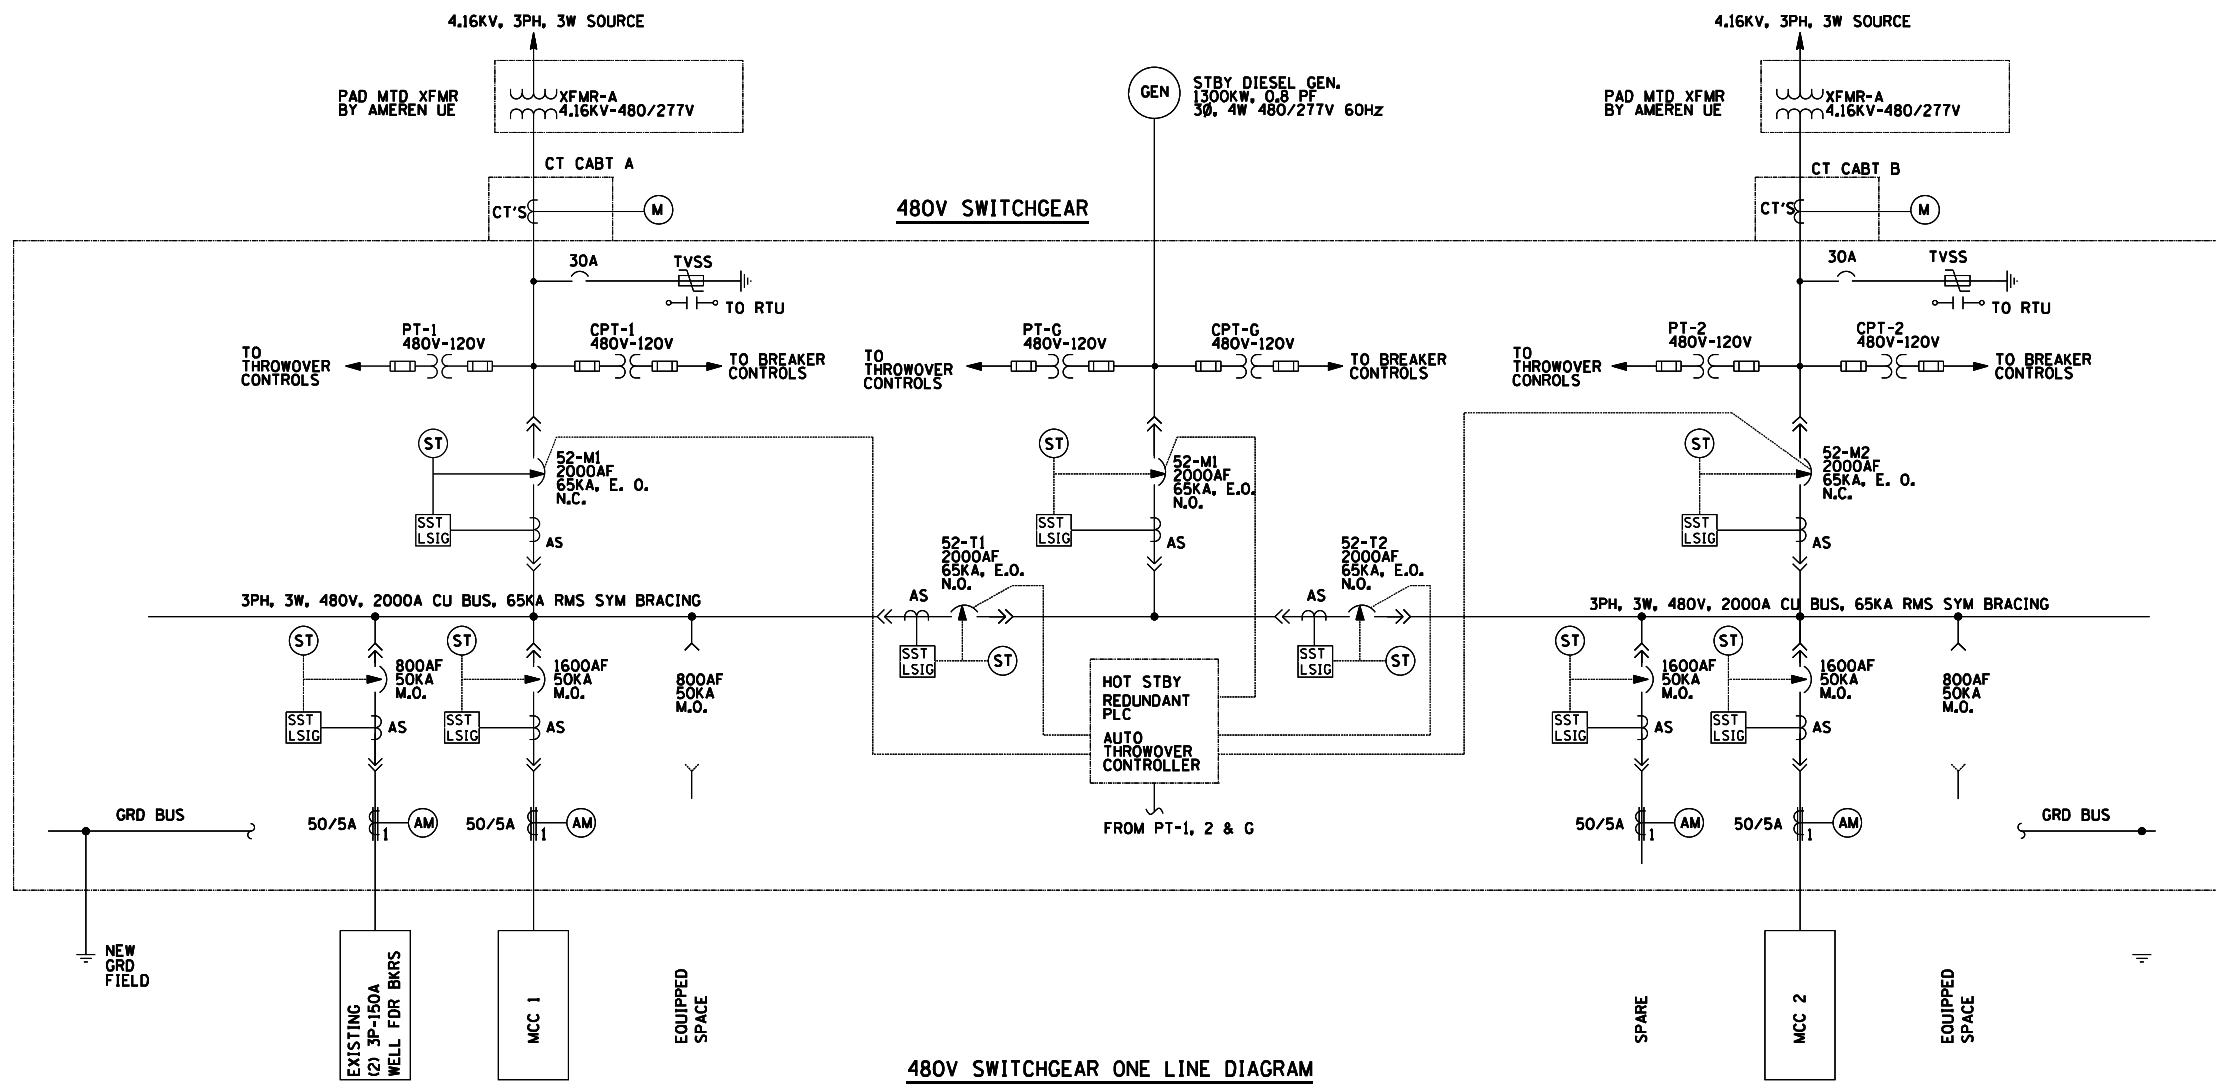 4.16KV, 3PH, 3W SOURCE
PAD MTD XFMR
BY AMEREN UE
XFMR-A
4.16KV-480/277V
CT CABT A
CT'S
M
GEN
STBY DIESEL GEN.
1300KW, 0.8 PF
3Ø, 4W 480/277V 60Hz
4.16KV, 3PH, 3W SOURCE
PAD MTD XFMR
BY AMEREN UE
XFMR-A
4.16KV-480/277V
CT CABT B
CT'S
M
480V SWITCHGEAR
30A
TVSS
TO RTU
PT-1
480V-120V
CPT-1
480V-120V
TO
THROWOVER
CONTROLS
TO BREAKER
CONTROLS
PT-G
480V-120V
CPT-G
480V-120V
TO
THROWOVER
CONTROLS
TO BREAKER
CONTROLS
30A
TVSS
TO RTU
PT-2
480V-120V
CPT-2
480V-120V
TO
THROWOVER
CONROLS
TO BREAKER
CONTROLS
ST
52-M1
2000AF
65KA, E. O.
N.C.
SST
LSIG
AS
ST
52-M1
2000AF
65KA, E.O.
N.O.
SST
LSIG
AS
ST
52-M2
2000AF
65KA, E. O.
N.C.
SST
LSIG
AS
52-T1
2000AF
65KA, E.O.
N.O.
AS
SST
LSIG
ST
52-T2
2000AF
65KA, E.O.
N.O.
AS
SST
LSIG
ST
3PH, 3W, 480V, 2000A CU BUS, 65KA RMS SYM BRACING
3PH, 3W, 480V, 2000A CU BUS, 65KA RMS SYM BRACING
ST
800AF
50KA
M.O.
SST
LSIG
AS
ST
1600AF
50KA
M.O.
SST
LSIG
AS
800AF
50KA
M.O.
HOT STBY
REDUNDANT
PLC
AUTO
THROWOVER
CONTROLLER
FROM PT-1, 2 & G
ST
1600AF
50KA
M.O.
SST
LSIG
AS
ST
1600AF
50KA
M.O.
SST
LSIG
AS
800AF
50KA
M.O.
GRD BUS
50/5A
1
AM
50/5A
1
AM
50/5A
1
AM
50/5A
1
AM
GRD BUS
NEW
GRD
FIELD
EXISTING
(2) 3P-150A
WELL FDR BKRS
MCC 1
EQUIPPED
SPACE
SPARE
MCC 2
EQUIPPED
SPACE
480V SWITCHGEAR ONE LINE DIAGRAM